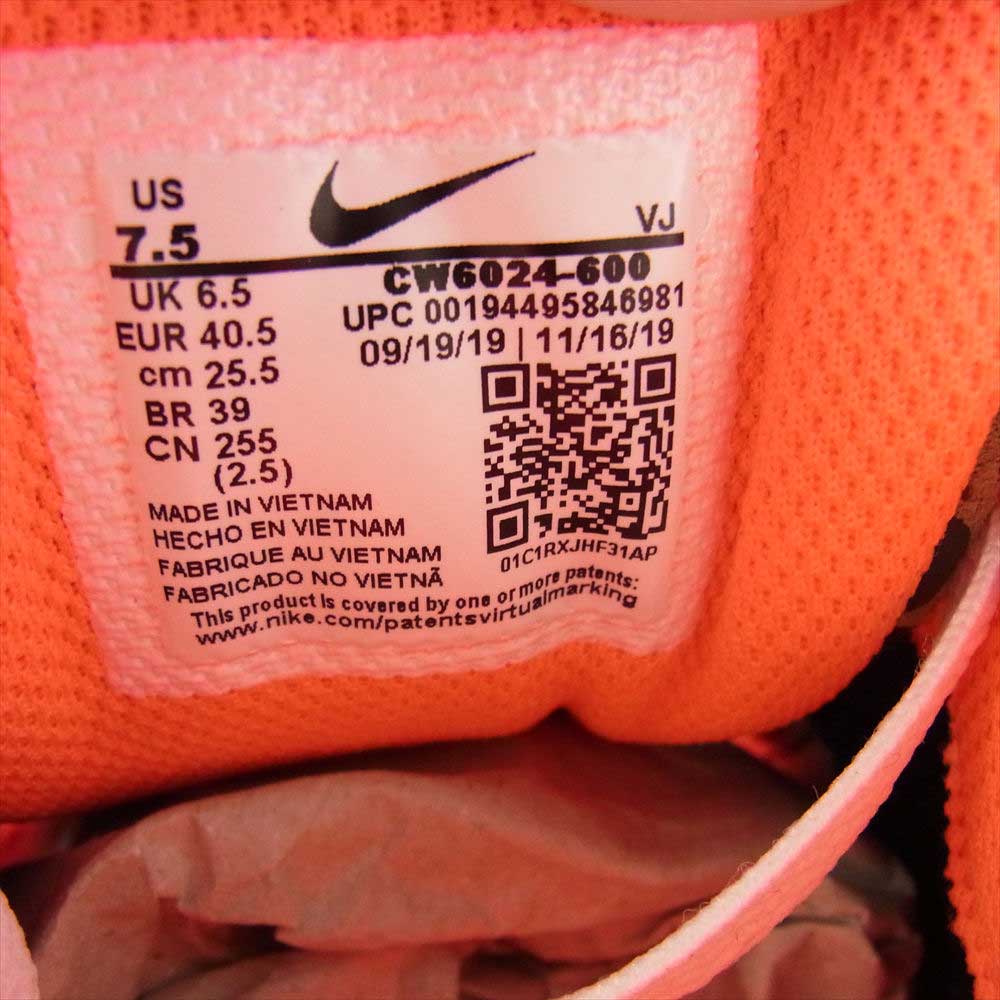 US
7.5
VJ
UK 6.5
EUR 40.5
cm 25.5
BR 39
CN 255
(2.5)
CW6024-600
UPC 00194495846981
09/19/19 | 11/16/19
01C1RXJHF31AP
MADE IN VIETNAM
HECHO EN VIETNAM
FABRIQUE AU VIETNAM
FABRICADO NO VIETNÃ
This product is covered by one or more patents:
www.nike.com/patentsvirtualmarking